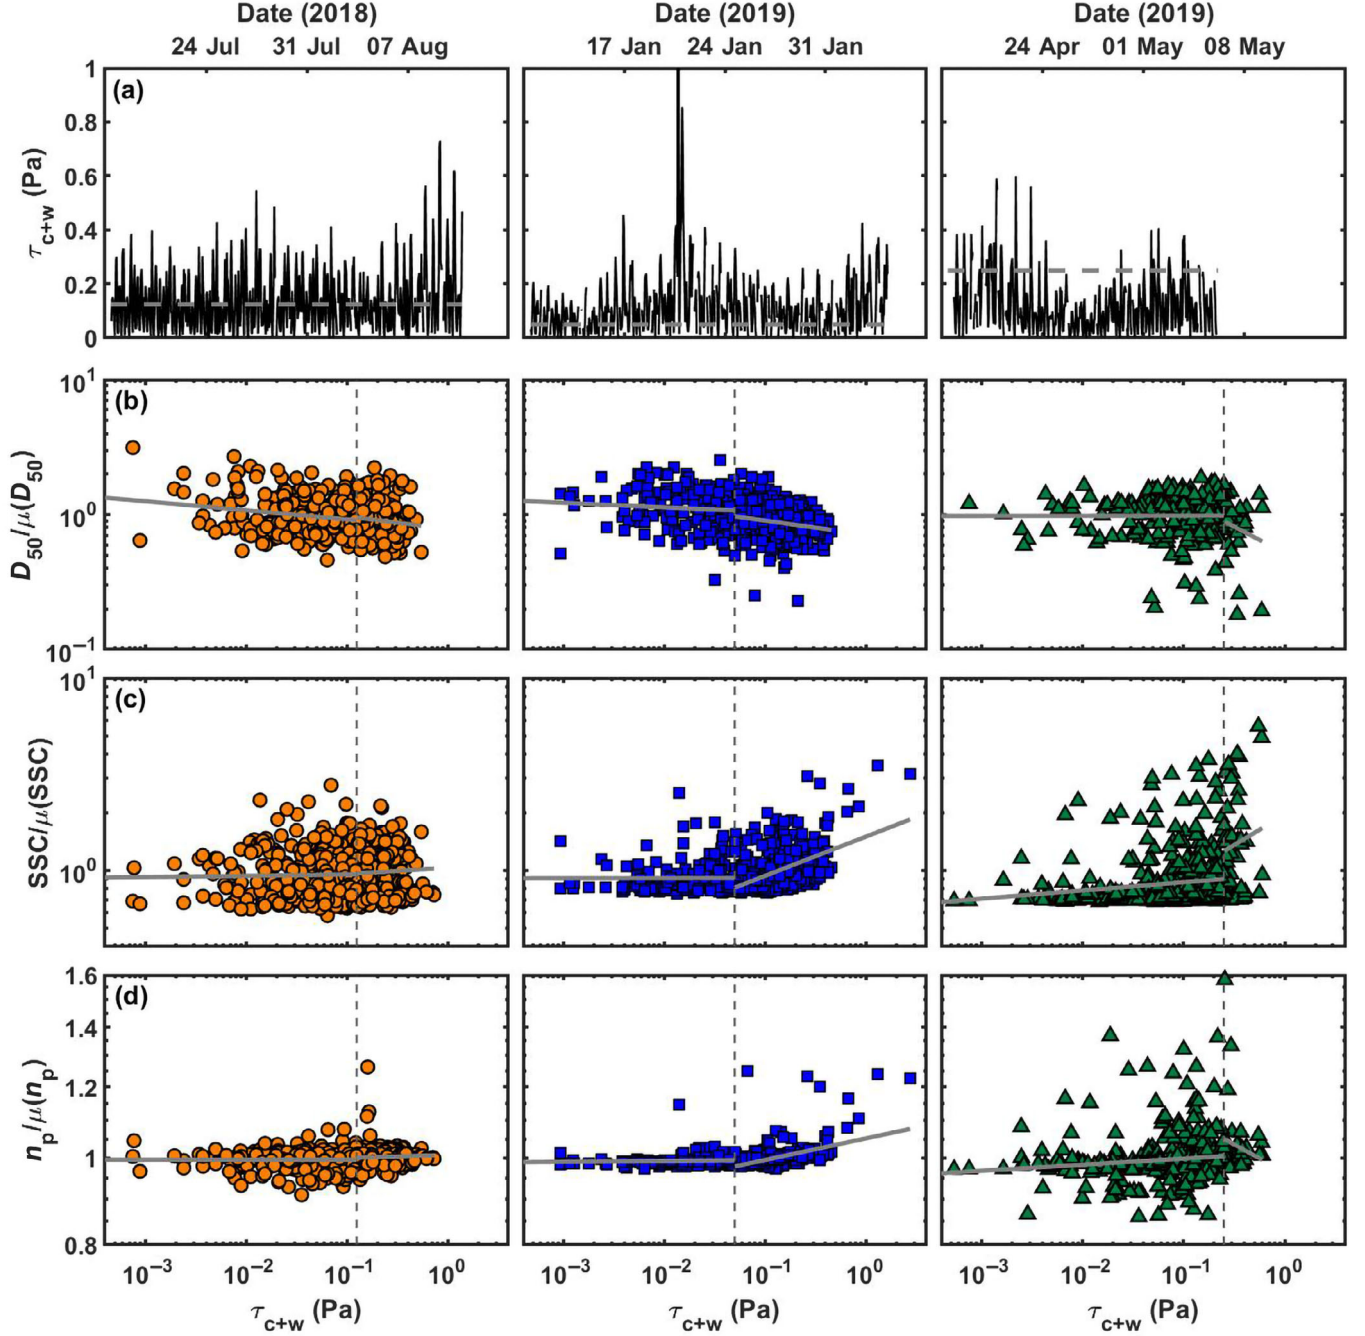 Date (2018) Date (2019) Date (2019)
24 Jul 31 Jul 07 Aug 17 Jan 24 Jan 31 Jan 24 Apr 01 May 08 May
(a)
τc+w (Pa)
1
0.8
0.6
0.4
0.2
0
(b)
D50/μ(D50)
10^1
10^0
10^-1
(c)
SSC/μ(SSC)
10^1
10^0
(d)
np/μ(np)
1.6
1.4
1.2
1
0.8
10^-3 10^-2 10^-1 10^0 10^-3 10^-2 10^-1 10^0 10^-3 10^-2 10^-1 10^0
τc+w (Pa) τc+w (Pa) τc+w (Pa)